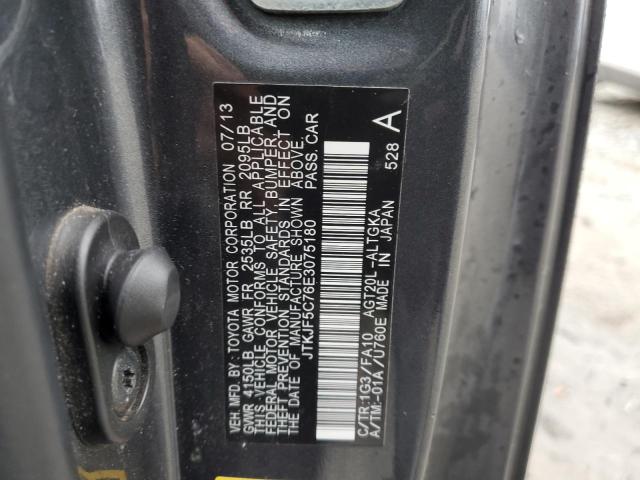 VEH. MFD. BY: TOYOTA MOTOR CORPORATION 07/13
GVWR 4150LB GAWR FR 2535LB RR 2095LB
THIS VEHICLE CONFORMS TO ALL APPLICABLE
FEDERAL MOTOR VEHICLE SAFETY, BUMPER, AND
THEFT PREVENTION STANDARDS IN EFFECT ON
THE DATE OF MANUFACTURE SHOWN ABOVE.
JTKJF5C76E3075180 PASS. CAR
C/TR:1G3/FA10 AGT20L-ALTGKA
A/TM:-01A/U760E MADE IN JAPAN 528 A